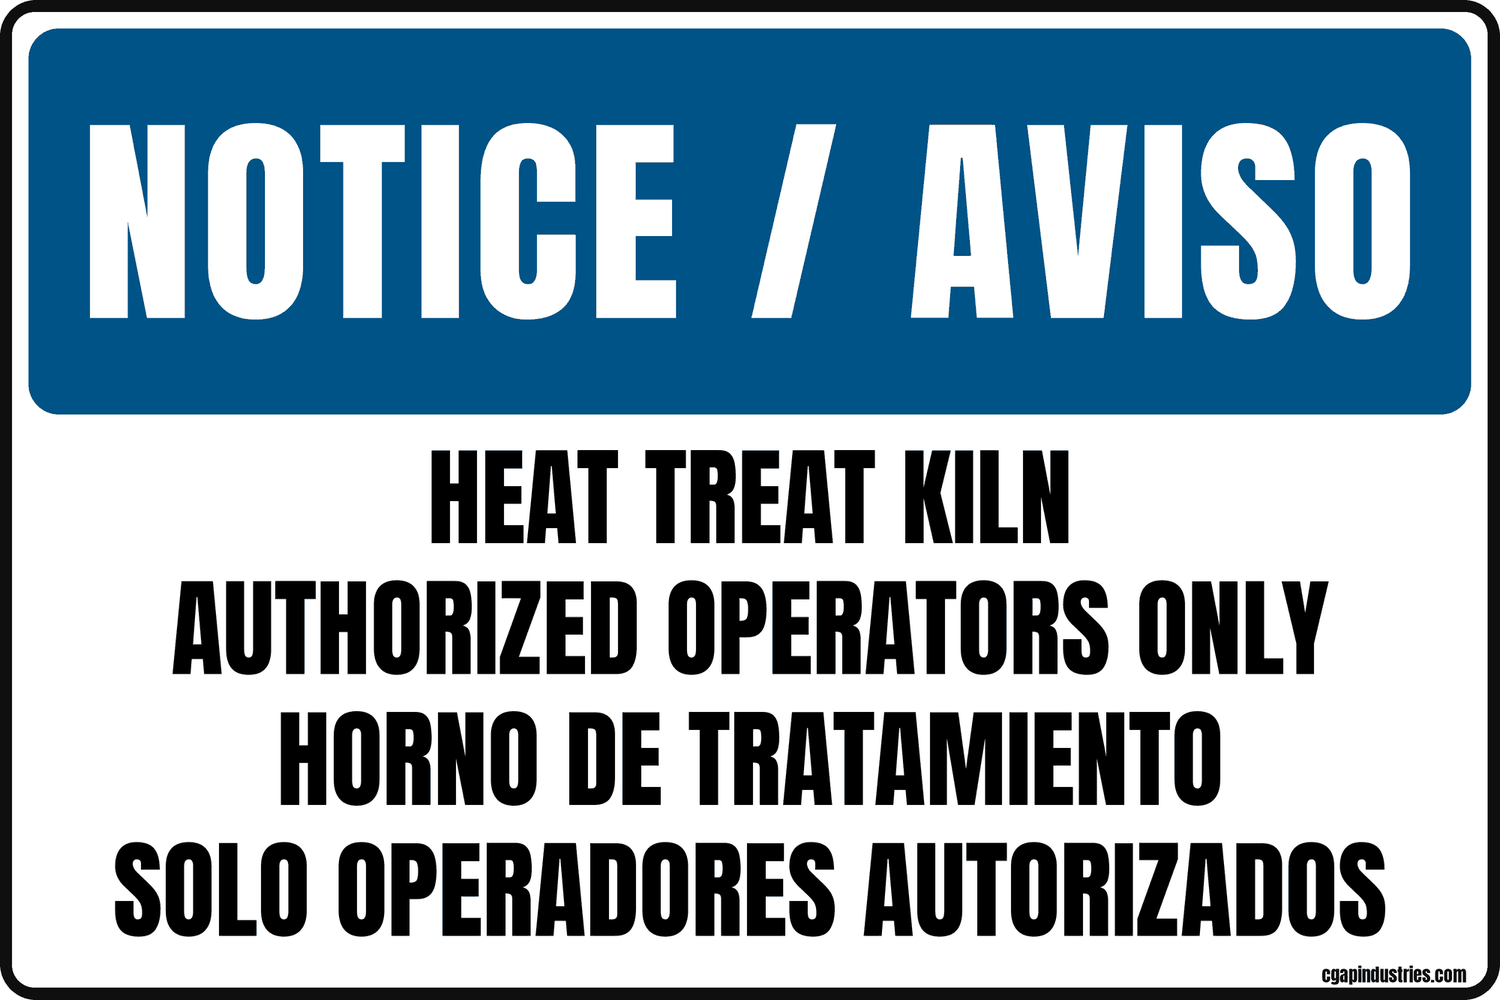 NOTICE / AVISO
HEAT TREAT KILN
AUTHORIZED OPERATORS ONLY
HORNO DE TRATAMIENTO
SOLO OPERADORES AUTORIZADOS
cgapindustries.com